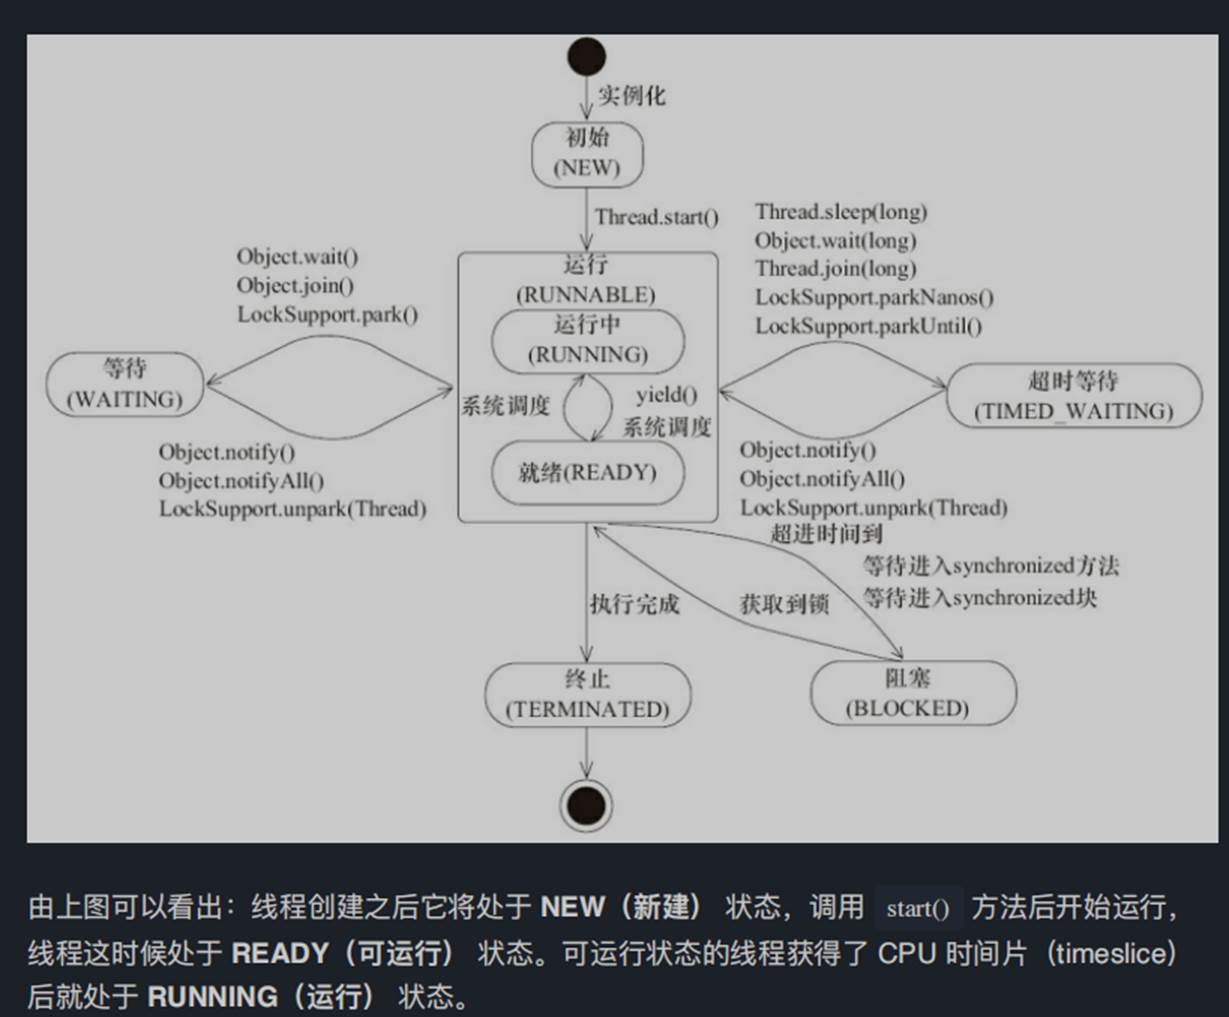 实例化
初始
(NEW)
Thread.start()
Object.wait()
Object.join()
LockSupport.park()
等待
(WAITING)
Object.notify()
Object.notifyAll()
LockSupport.unpark(Thread)
运行
(RUNNABLE)
运行中
(RUNNING)
系统调度
yield()
系统调度
就绪(READY)
Thread.sleep(long)
Object.wait(long)
Thread.join(long)
LockSupport.parkNanos()
LockSupport.parkUntil()
超时等待
(TIMED_WAITING)
Object.notify()
Object.notifyAll()
LockSupport.unpark(Thread)
超进时间到
等待进入synchronized方法
等待进入synchronized块
获取到锁
执行完成
终止
(TERMINATED)
阻塞
(BLOCKED)
由上图可以看出：线程创建之后它将处于 NEW（新建） 状态，调用 start() 方法后开始运行，
线程这时候处于 READY（可运行） 状态。可运行状态的线程获得了 CPU 时间片（timeslice）
后就处于 RUNNING（运行） 状态。